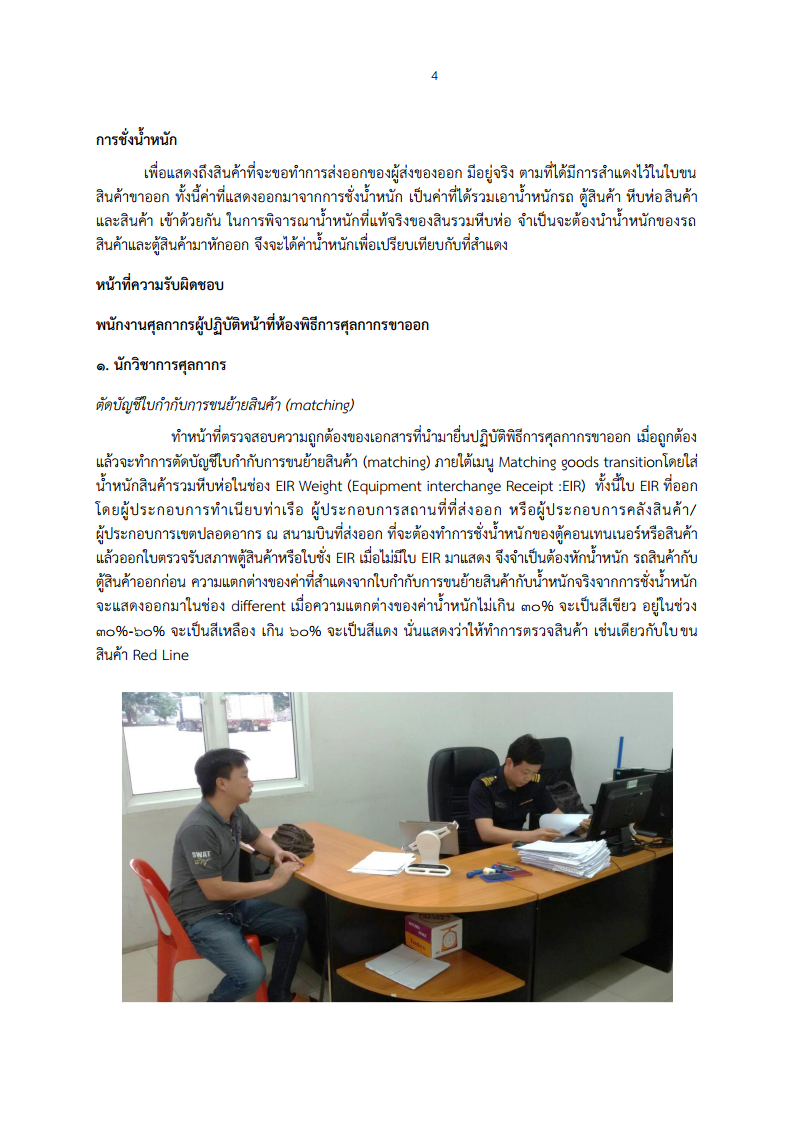 4
การชั่งน้ำหนัก
เพื่อแสดงถึงสินค้าที่จะขอทำการส่งออกของผู้ส่งของออก มีอยู่จริง ตามที่ได้มีการสำแดงไว้ในใบขน
สินค้าขาออก ทั้งนี้ค่าที่แสดงออกมาจากการชั่งน้ำหนัก เป็นค่าที่ได้รวมเอาน้ำหนักรถ ตู้สินค้า หีบห่อสินค้า
และสินค้า เข้าด้วยกัน ในการพิจารณาน้ำหนักที่แท้จริงของสินรวมหีบห่อ จำเป็นจะต้องนำน้ำหนักของรถ
สินค้าและตู้สินค้ามาหักออก จึงจะได้ค่าน้ำหนักเพื่อเปรียบเทียบกับที่สำแดง
หน้าที่ความรับผิดชอบ
พนักงานศุลกากรผู้ปฏิบัติหน้าที่ห้องพิธีการศุลกากรขาออก
๑. นักวิชาการศุลกากร
ตัดบัญชีใบกำกับการขนย้ายสินค้า (matching)
ทำหน้าที่ตรวจสอบความถูกต้องของเอกสารที่นำมายื่นปฏิบัติพิธีการศุลกากรขาออก เมื่อถูกต้อง
แล้วจะทำการตัดบัญชีใบกำกับการขนย้ายสินค้า (matching) ภายใต้เมนู Matching goods transitionโดยใส่
น้ำหนักสินค้ารวมหีบห่อในช่อง EIR Weight (Equipment interchange Receipt :EIR) ทั้งนี้ใบ EIR ที่ออก
โดยผู้ประกอบการทำเนียบท่าเรือ ผู้ประกอบการสถานที่ที่ส่งออก หรือผู้ประกอบการคลังสินค้า/
ผู้ประกอบการเขตปลอดอากร ณ สนามบินที่ส่งออก ที่จะต้องทำการชั่งน้ำหนักของตู้คอนเทนเนอร์หรือสินค้า
แล้วออกใบตรวจรับสภาพตู้สินค้าหรือใบชั่ง EIR เมื่อไม่มีใบ EIR มาแสดง จึงจำเป็นต้องหักน้ำหนัก รถสินค้ากับ
ตู้สินค้าออกก่อน ความแตกต่างของค่าที่สำแดงจากใบกำกับการขนย้ายสินค้ากับน้ำหนักจริงจากการชั่งน้ำหนัก
จะแสดงออกมาในช่อง different เมื่อความแตกต่างของค่าน้ำหนักไม่เกิน ๓๐% จะเป็นสีเขียว อยู่ในช่วง
๓๐%-๖๐% จะเป็นสีเหลือง เกิน ๖๐% จะเป็นสีแดง นั่นแสดงว่าให้ทำการตรวจสินค้า เช่นเดียวกับใบขน
สินค้า Red Line
SWAT